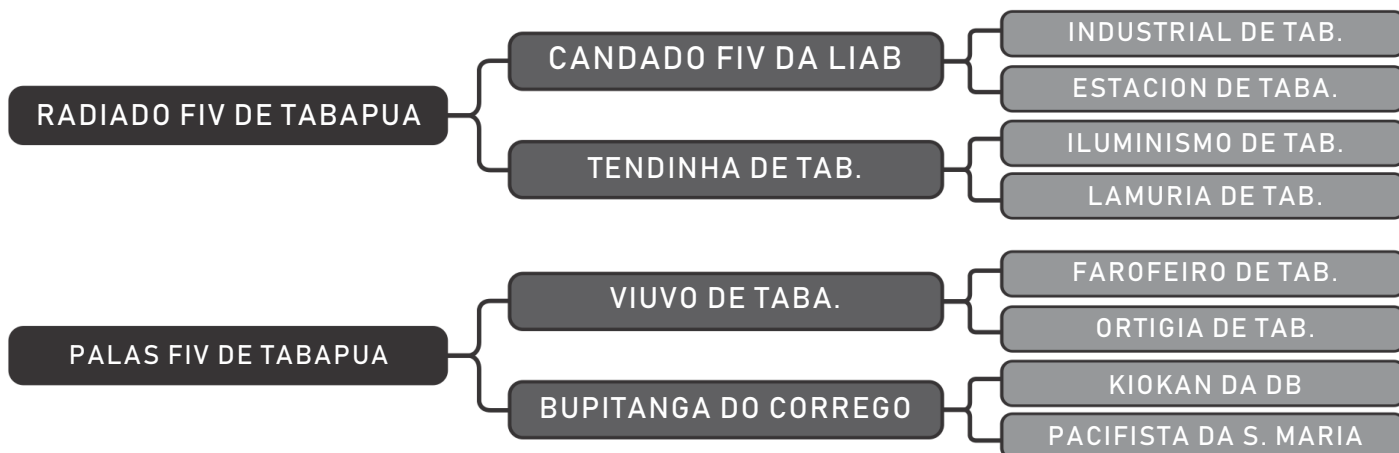 RADIADO FIV DE TABAPUA
CANDADO FIV DA LIAB
INDUSTRIAL DE TAB.
ESTACION DE TABA.
TENDINHA DE TAB.
ILUMINISMO DE TAB.
LAMURIA DE TAB.
PALAS FIV DE TABAPUA
VIUVO DE TABA.
FAROFEIRO DE TAB.
ORTIGIA DE TAB.
BUPITANGA DO CORREGO
KIOKAN DA DB
PACIFISTA DA S. MARIA